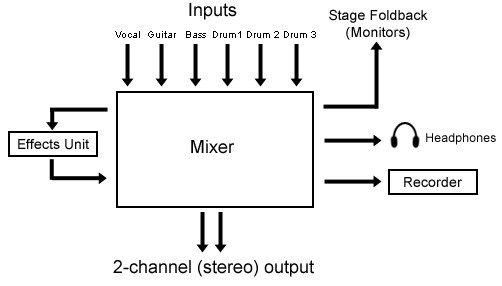 Inputs
Stage Foldback
(Monitors)
Vocal Guitar Bass Drum1 Drum 2 Drum 3
Effects Unit
Mixer
Headphones
Recorder
2-channel (stereo) output